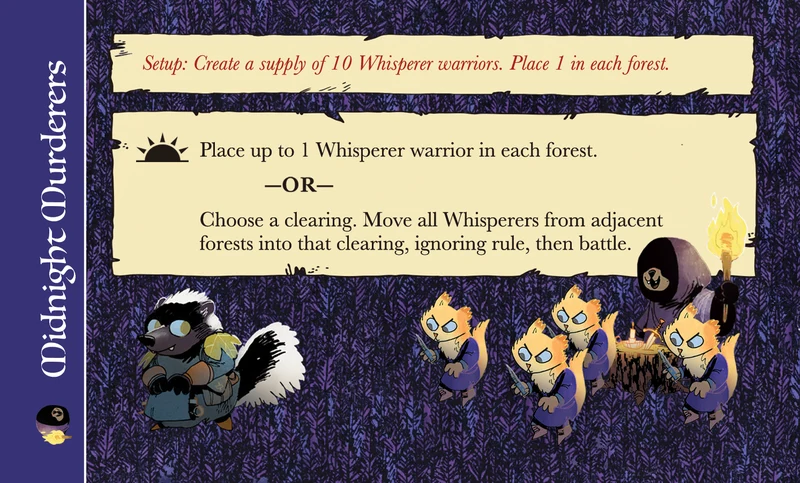 Midnight Murderers
Setup: Create a supply of 10 Whisperer warriors. Place 1 in each forest.
Place up to 1 Whisperer warrior in each forest.
—OR—
Choose a clearing. Move all Whisperers from adjacent
forests into that clearing, ignoring rule, then battle.